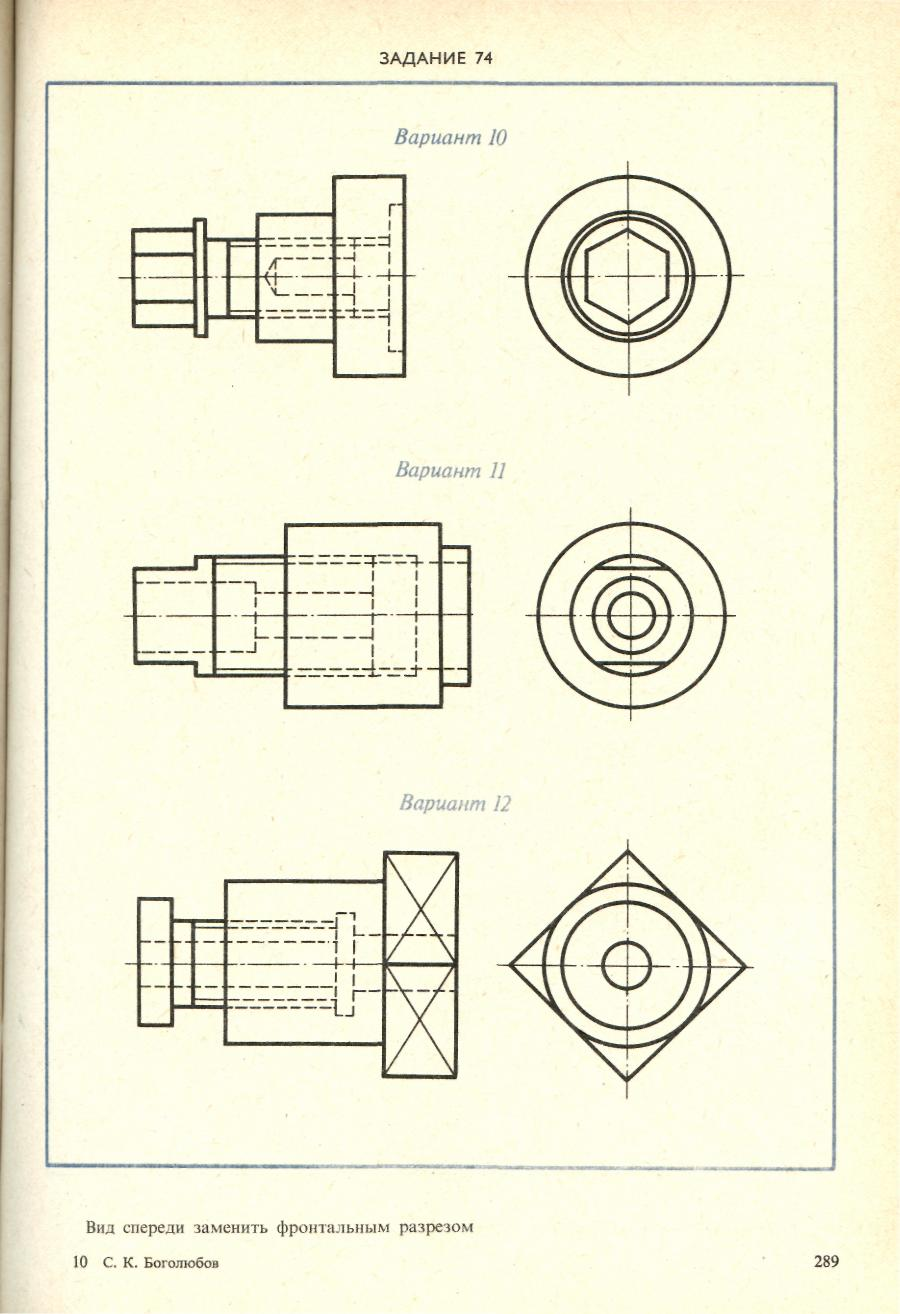 ЗАДАНИЕ 74
Вариант 10
Вариант 11
Вариант 12
Вид спереди заменить фронтальным разрезом
10 С. К. Боголюбов
289